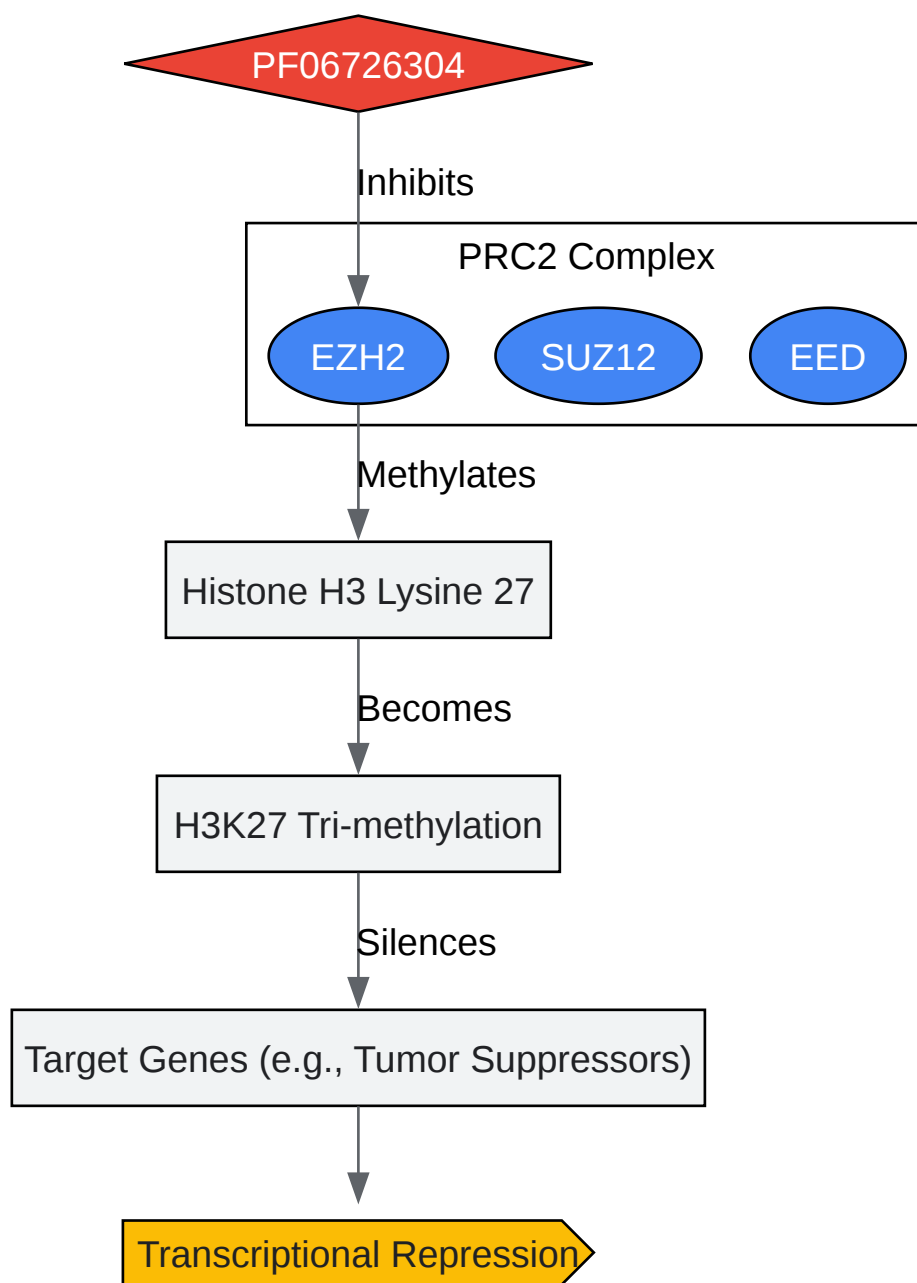 PF06726304
Inhibits
PRC2 Complex
EZH2 SUZ12 EED
Methylates
Histone H3 Lysine 27
Becomes
H3K27 Tri-methylation
Silences
Target Genes (e.g., Tumor Suppressors)
Transcriptional Repression